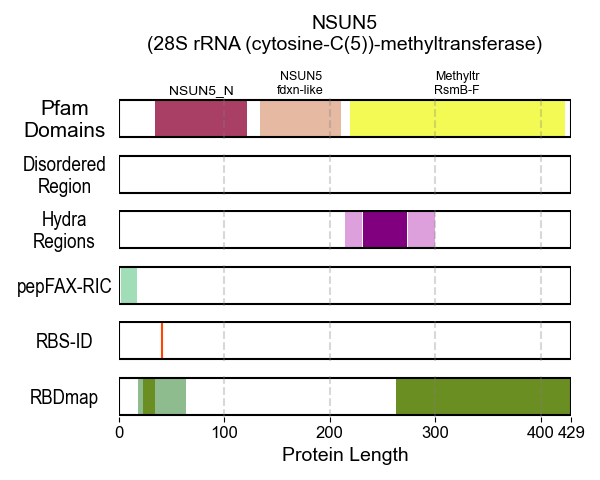 NSUN5
(28S rRNA (cytosine-C(5))-methyltransferase)
NSUN5_N
NSUN5
fdxn-like
Methyltr
RsmB-F
Pfam
Domains
Disordered
Region
Hydra
Regions
pepFAX-RIC
RBS-ID
RBDmap
0 100 200 300 400 429
Protein Length